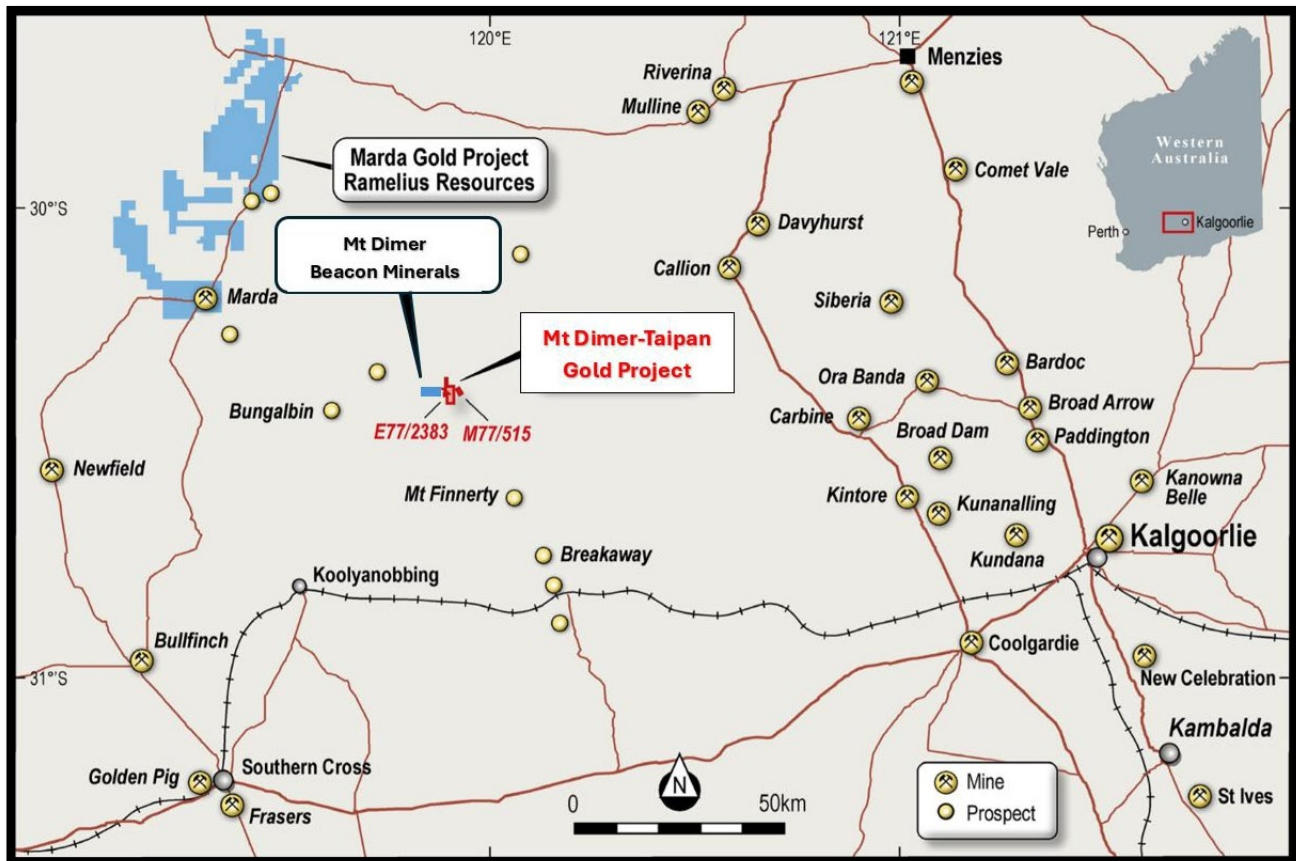 120°E
121°E
Menzies
Riverina
Mulline
Marda Gold Project
Ramelius Resources
Western
Australia
Perth
Kalgoorlie
Comet Vale
30°S
Davyhurst
Mt Dimer
Beacon Minerals
Callion
Marda
Siberia
Mt Dimer-Taipan
Gold Project
Bardoc
Ora Banda
Bungalbin
E77/2383
M77/515
Carbine
Broad Arrow
Broad Dam
Paddington
Newfield
Mt Finnerty
Kintore
Kunanalling
Kanowna
Belle
Kundana
Kalgoorlie
Breakaway
Koolyanobbing
Bullfinch
Coolgardie
31°S
New Celebration
Kambalda
Golden Pig
Southern Cross
Frasers
N
0
50km
Mine
Prospect
St Ives